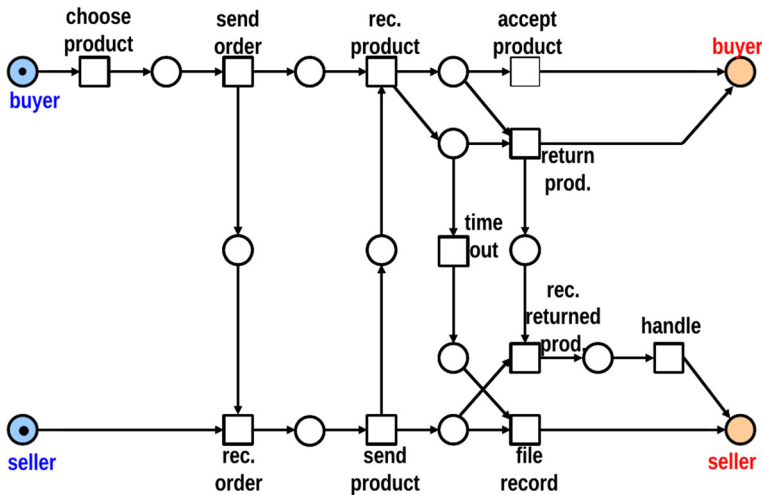 choose
product
send
order
rec.
product
accept
product
buyer
buyer
return
prod.
time
out
rec.
returned
prod.
handle
seller
rec.
order
send
product
file
record
seller